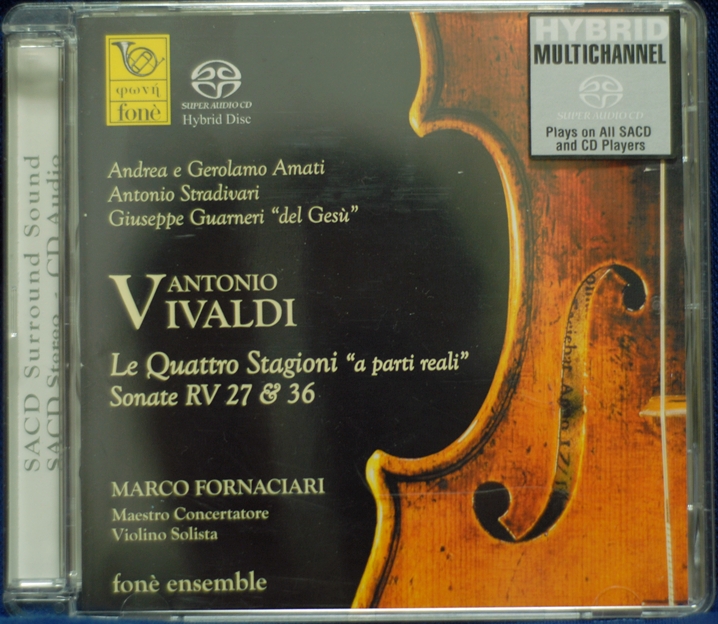 φωνή
fonè
SUPER AUDIO CD
Hybrid Disc
HYBRID
MULTICHANNEL
SUPER AUDIO CD
Plays on All SACD
and CD Players
Andrea e Gerolamo Amati
Antonio Stradivari
Giuseppe Guarneri “del Gesù”
ANTONIO
VIVALDI
Le Quattro Stagioni “a parti reali”
Sonate RV 27 & 36
MARCO FORNACIARI
Maestro Concertatore
Violino Solista
fonè ensemble
SACD Surround Sound
SACD Stereo - CD Audio